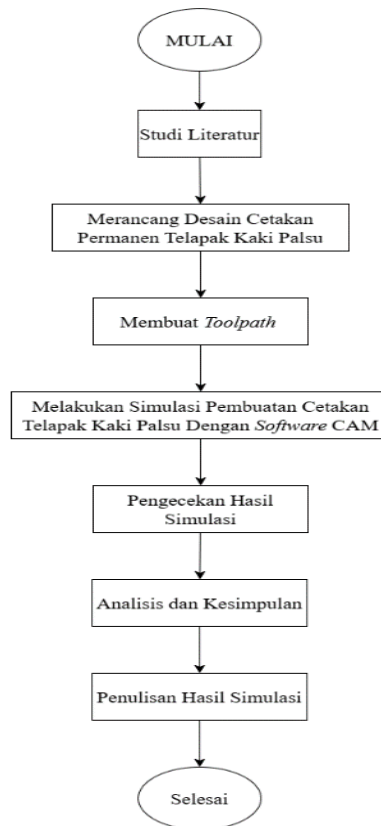 MULAI
Studi Literatur
Merancang Desain Cetakan
Permanen Telapak Kaki Palsu
Membuat Toolpath
Melakukan Simulasi Pembuatan Cetakan
Telapak Kaki Palsu Dengan Software CAM
Pengecekan Hasil
Simulasi
Analisis dan Kesimpulan
Penulisan Hasil Simulasi
Selesai